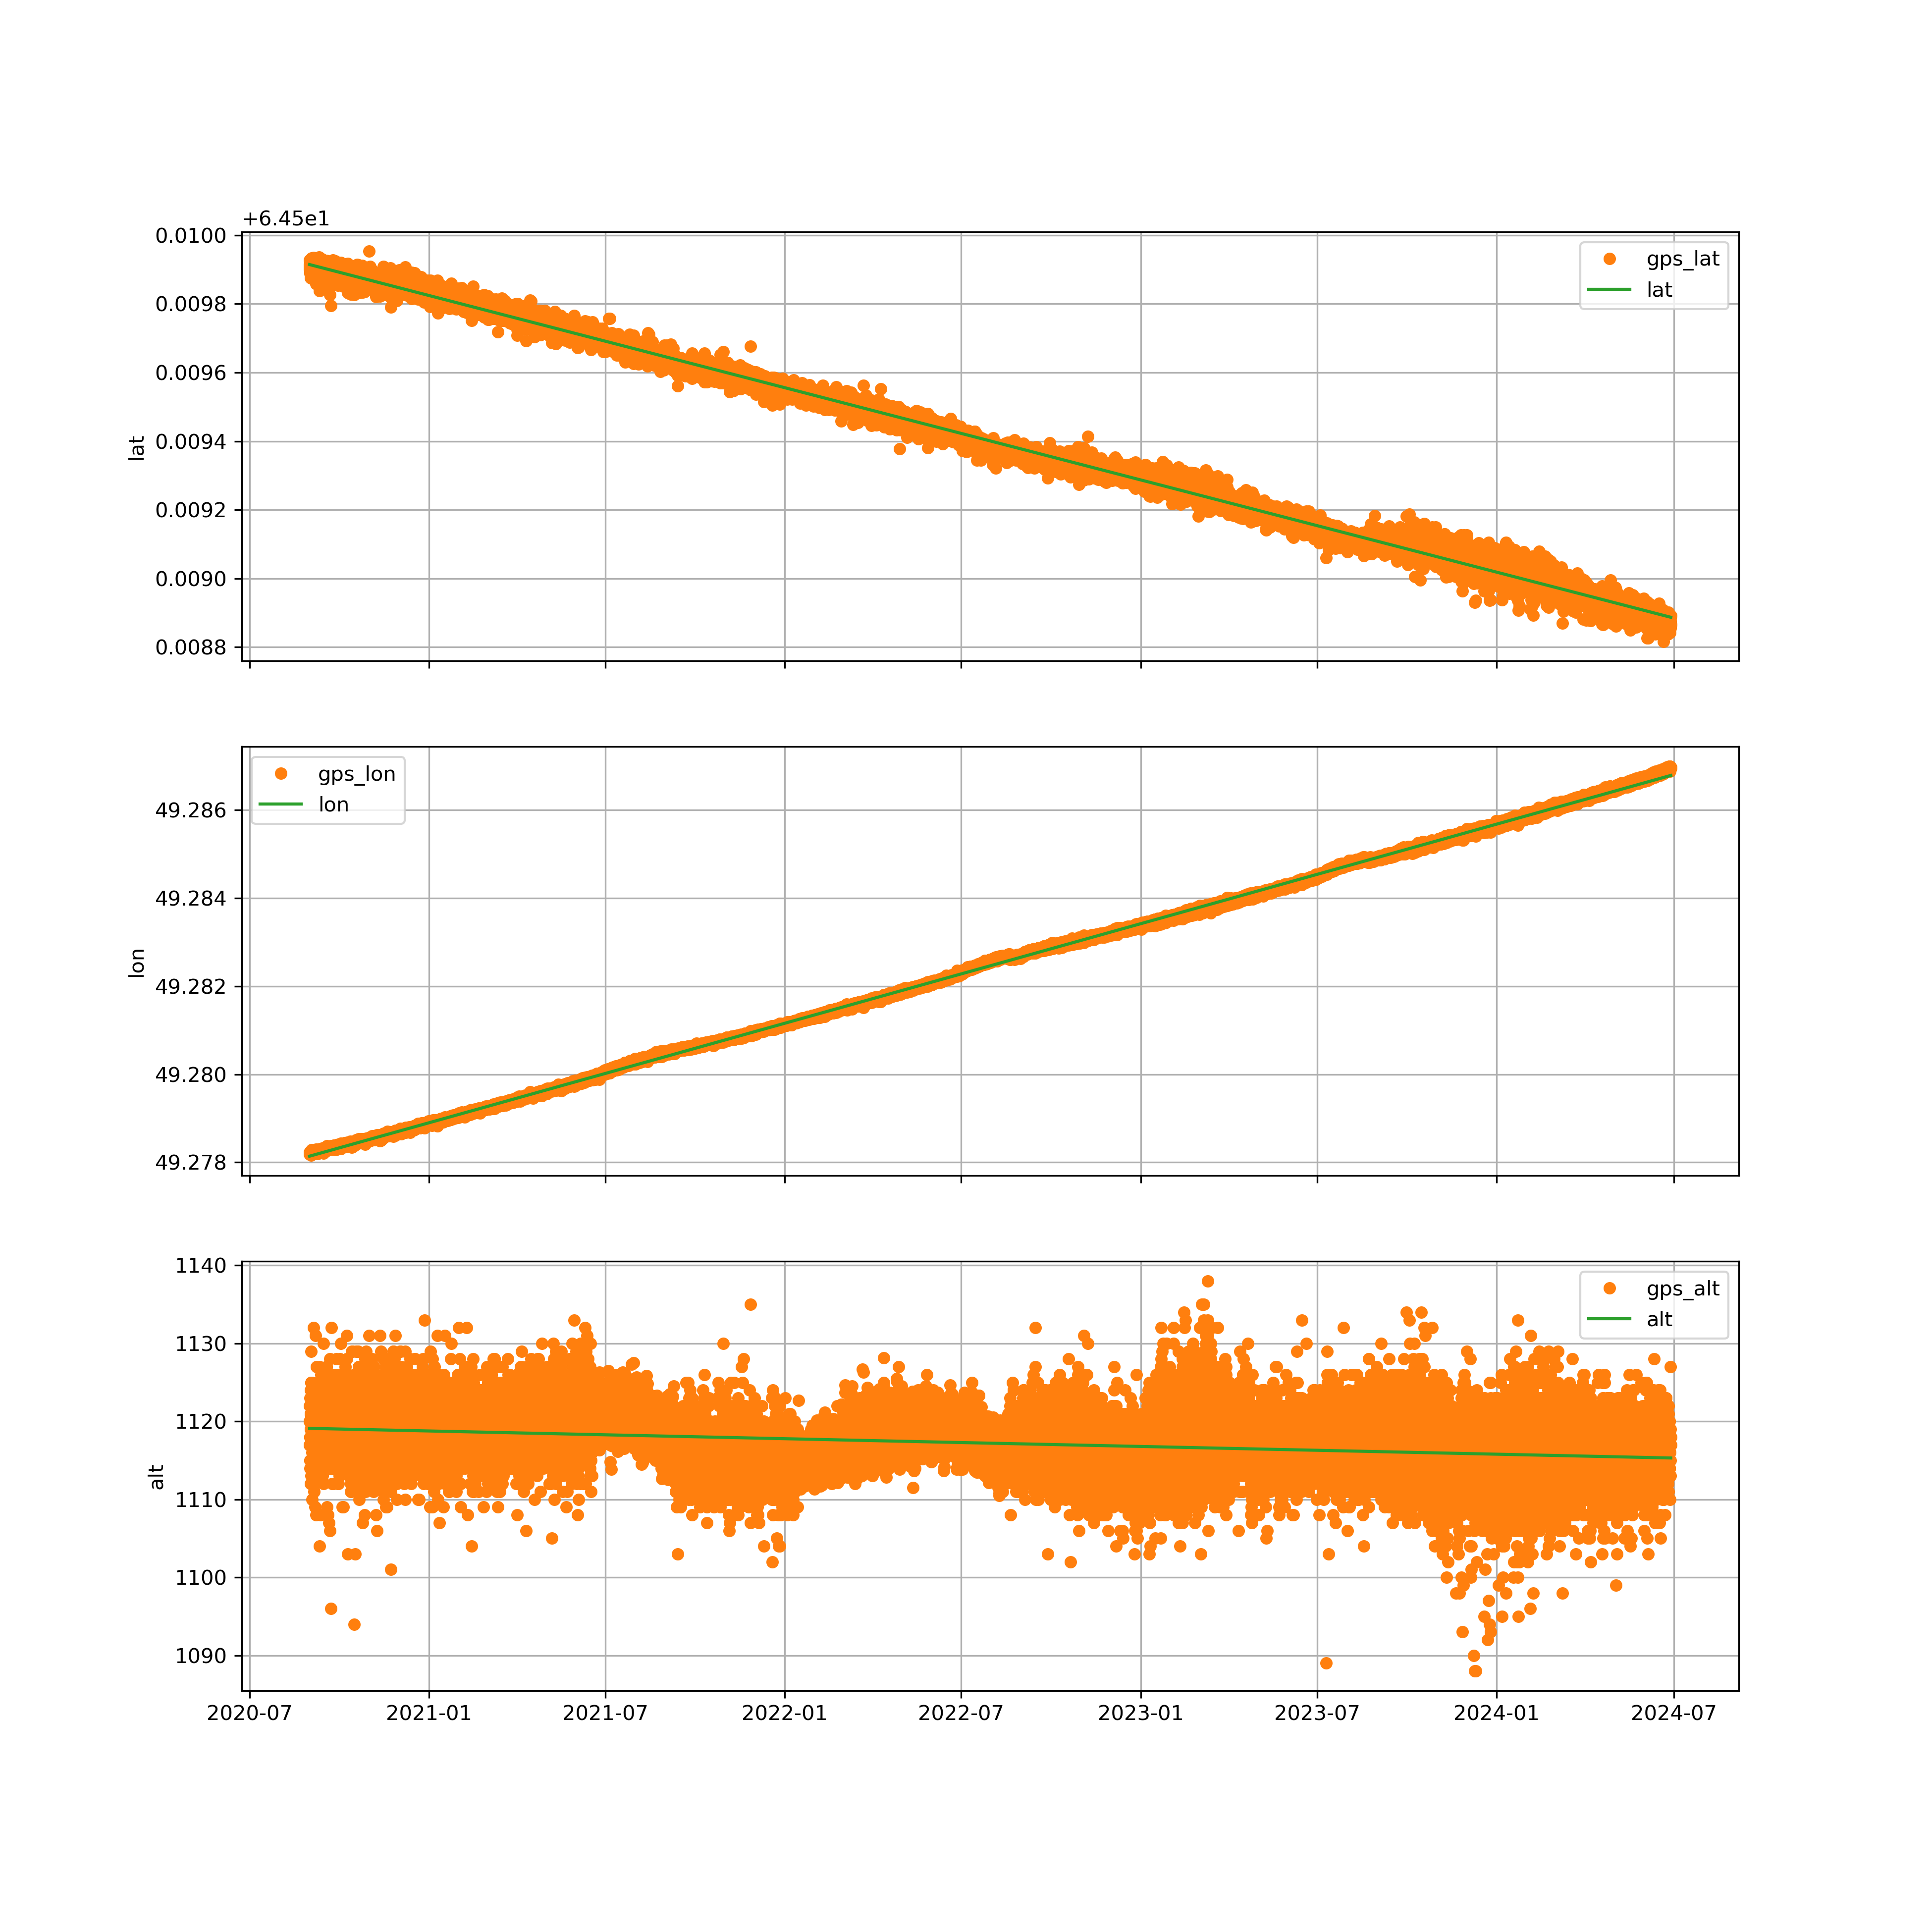 +6.45e1
0.0100
0.0098
0.0096
0.0094
0.0092
0.0090
0.0088
lat
gps_lat
lat
49.286
49.284
49.282
49.280
49.278
lon
gps_lon
lon
1140
1130
1120
1110
1100
1090
alt
gps_alt
alt
2020-07 2021-01 2021-07 2022-01 2022-07 2023-01 2023-07 2024-01 2024-07